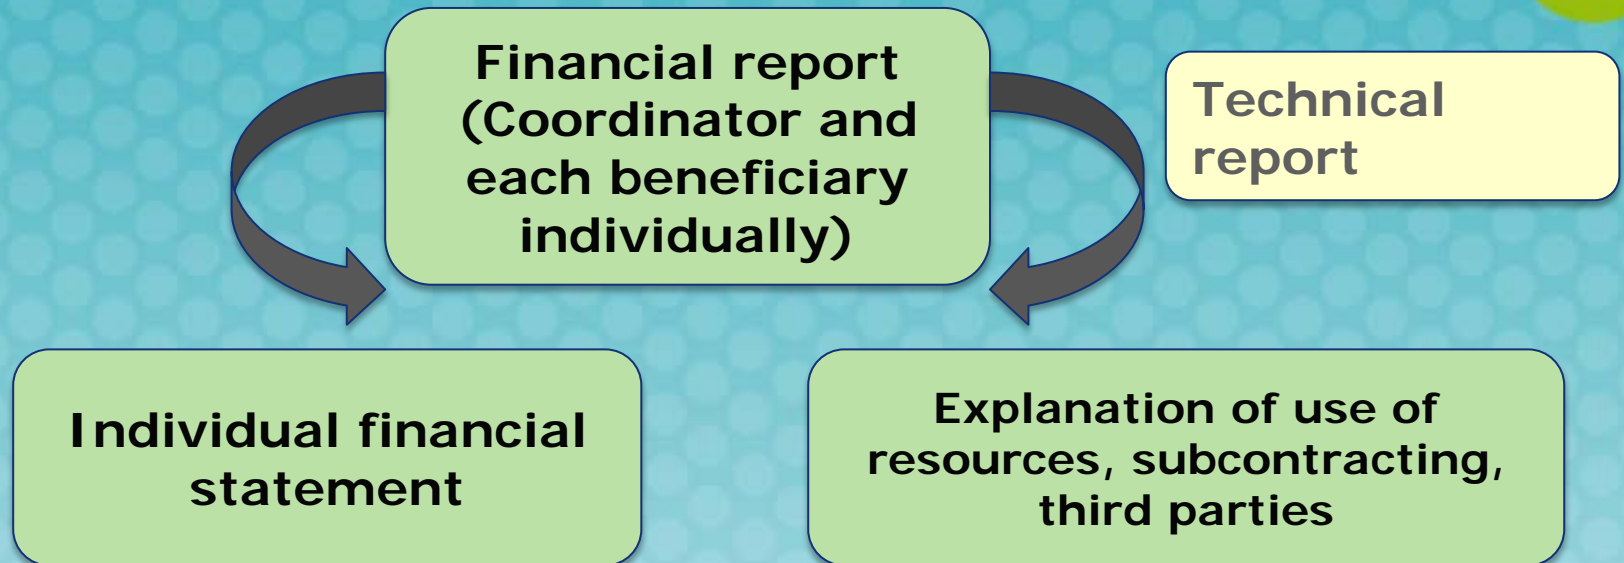 Financial report
(Coordinator and
each beneficiary
individually)
Technical
report
Individual financial
statement
Explanation of use of
resources, subcontracting,
third parties